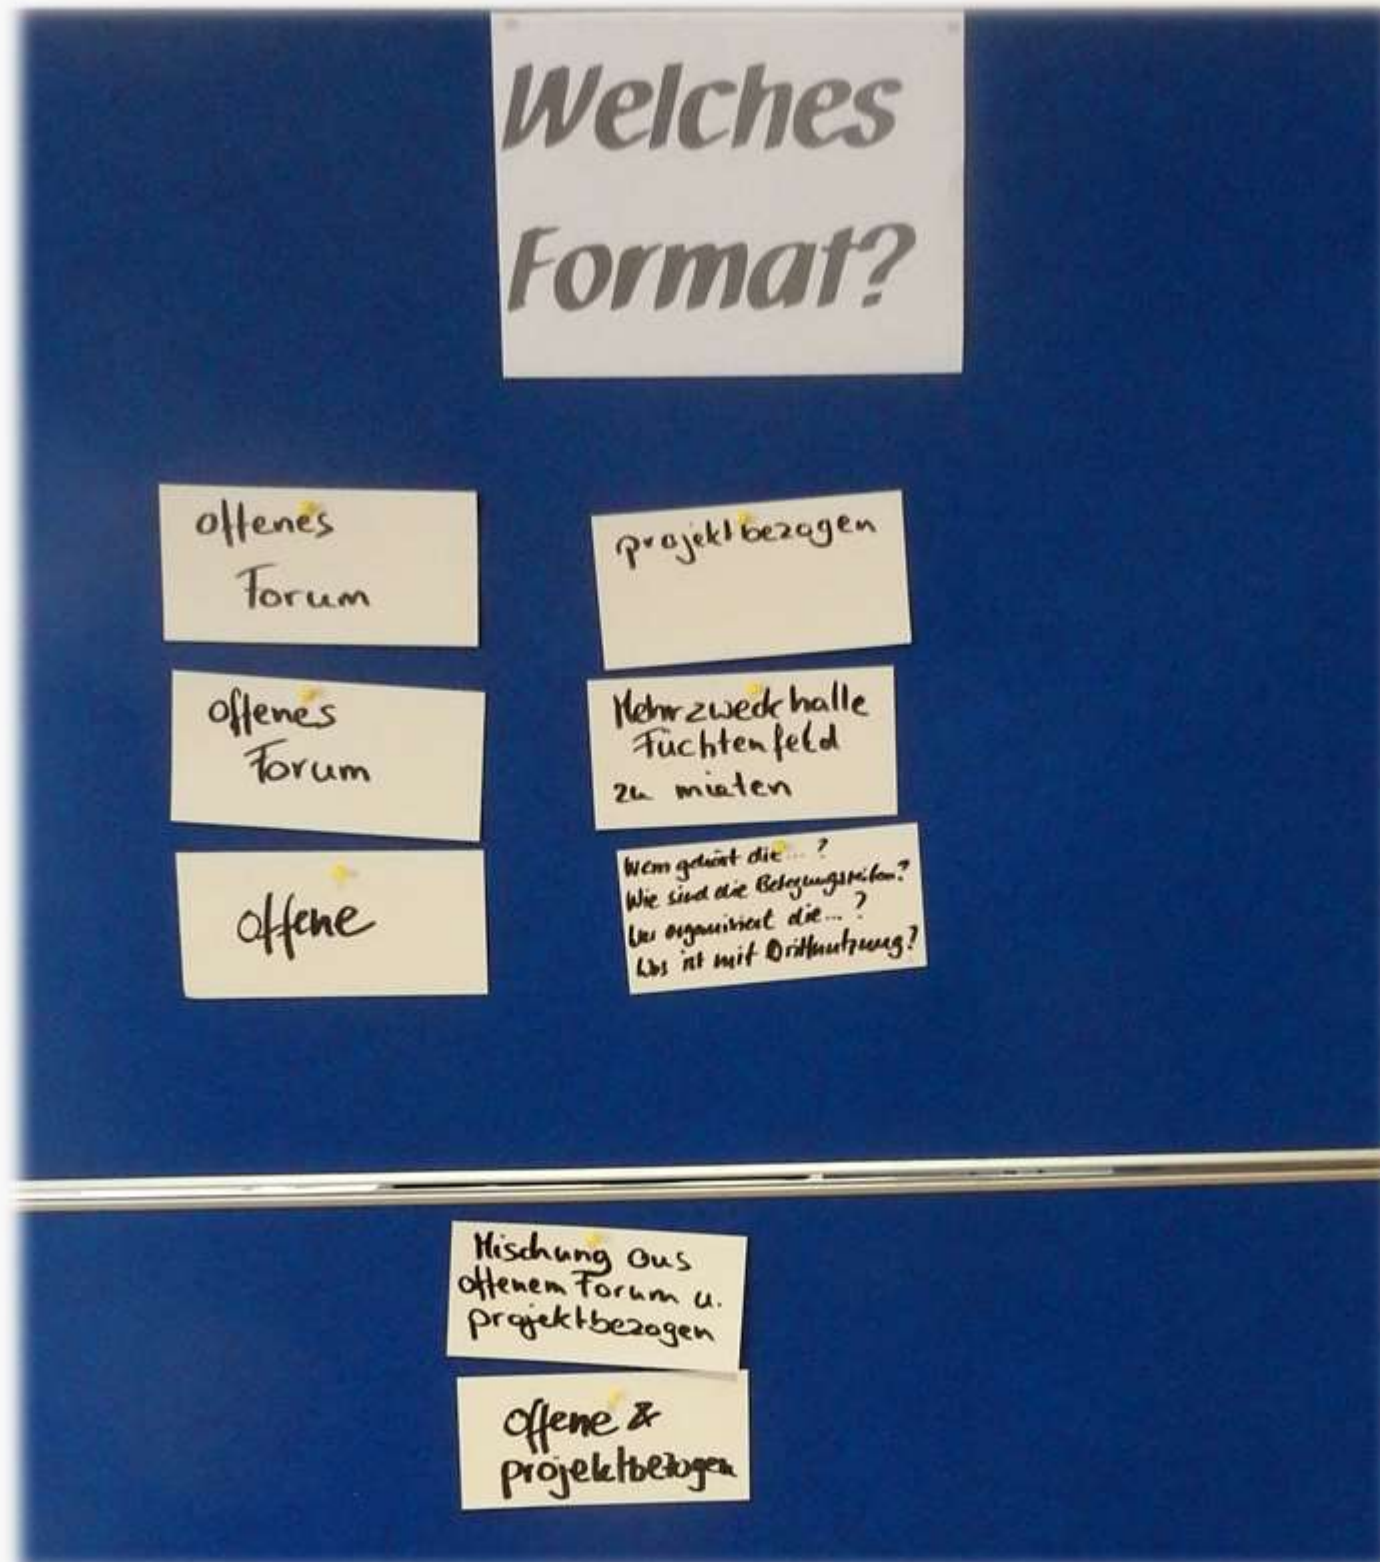 Welches
Format?
offenes
Forum
offenes
Forum
offene
projektbezogen
Mehrzweckhalle
Füchtenfeld
zu mieten
Wem gehört die ... ?
Wie sind die Belegungszeiten?
Wer organisiert die ... ?
Was ist mit Drittnutzung?
Mischung aus
offenem Forum u.
projektbezogen
offene &
projektbezogen